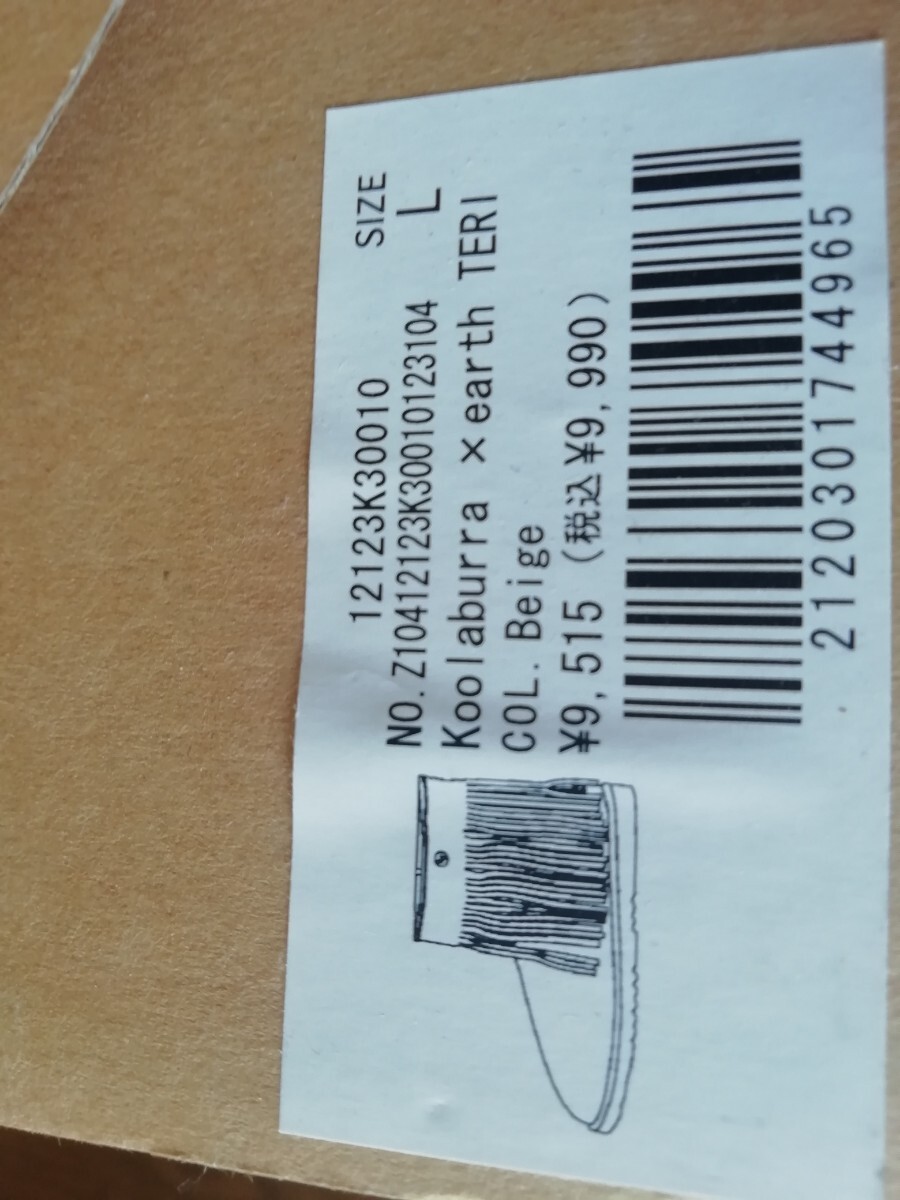 12123K30010 SIZE
NO.Z10412123K30010123104 L
Koolaburra ×earth TERI
COL.Beige
¥9,515 (税込¥9,990)
2120301744965